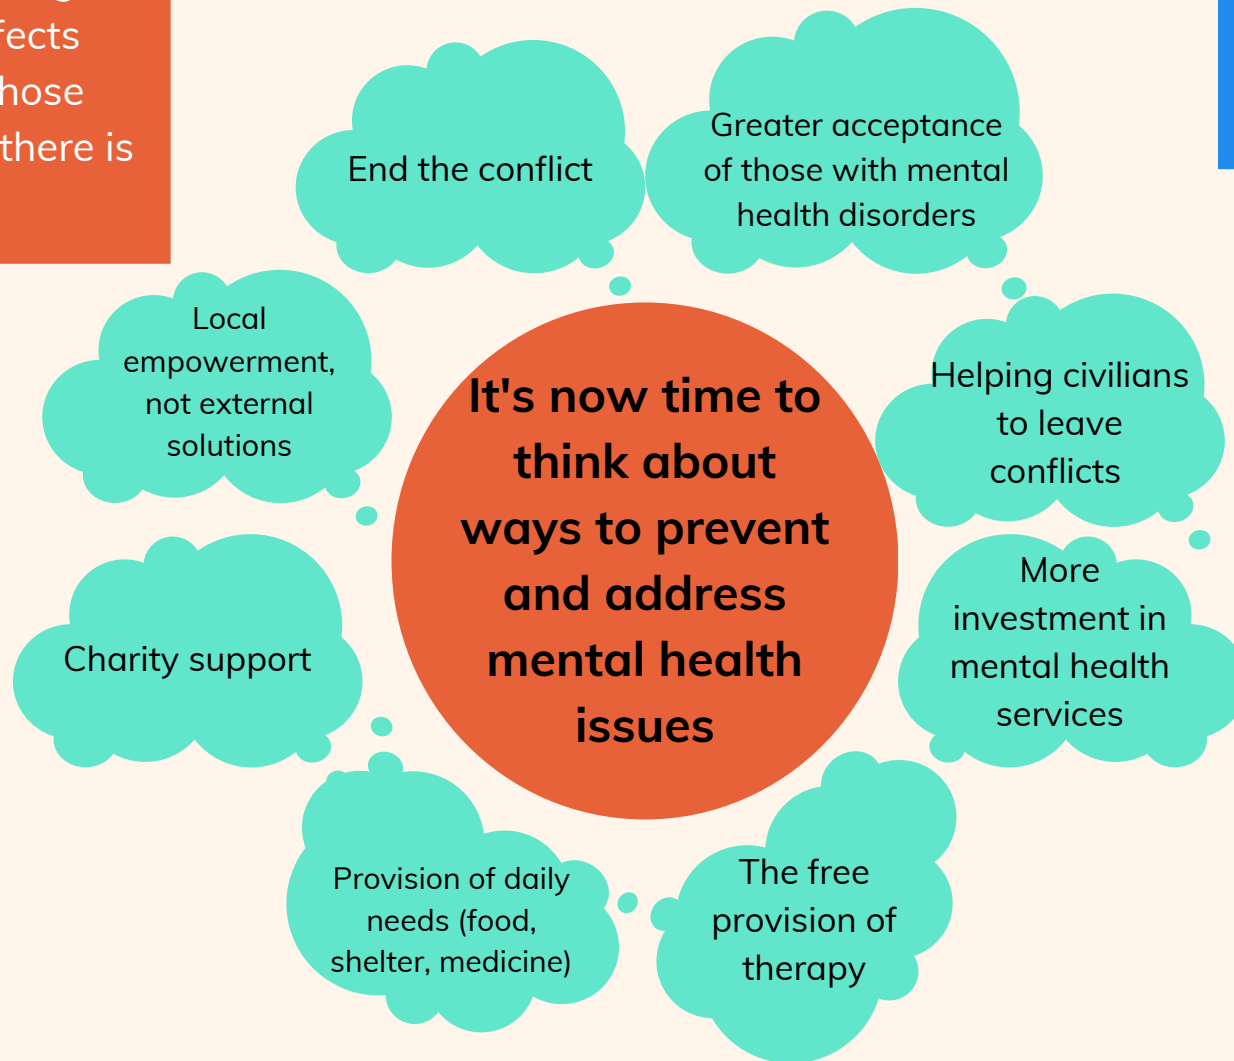 there is
End the conflict
Greater acceptance
of those with mental
health disorders
Local
empowerment,
not external
solutions
It's now time to
think about
ways to prevent
and address
mental health
issues
Helping civilians
to leave
conflicts
Charity support
More
investment in
mental health
services
Provision of daily
needs (food,
shelter, medicine)
The free
provision of
therapy